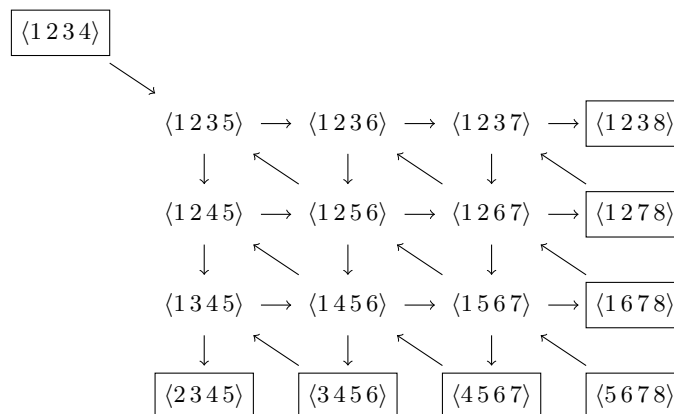 ⟨1 2 3 4⟩
⟨1 2 3 5⟩ ⟨1 2 3 6⟩ ⟨1 2 3 7⟩ ⟨1 2 3 8⟩
⟨1 2 4 5⟩ ⟨1 2 5 6⟩ ⟨1 2 6 7⟩ ⟨1 2 7 8⟩
⟨1 3 4 5⟩ ⟨1 4 5 6⟩ ⟨1 5 6 7⟩ ⟨1 6 7 8⟩
⟨2 3 4 5⟩ ⟨3 4 5 6⟩ ⟨4 5 6 7⟩ ⟨5 6 7 8⟩